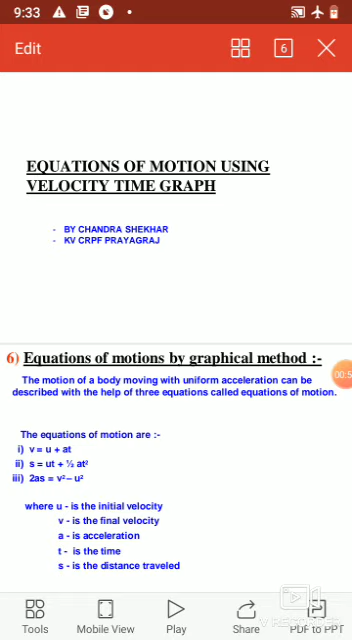 9:33
Edit
6
EQUATIONS OF MOTION USING
VELOCITY TIME GRAPH
- BY CHANDRA SHEKHAR
- KV CRPF PRAYAGRAJ
6) Equations of motions by graphical method :-
The motion of a body moving with uniform acceleration can be
described with the help of three equations called equations of motion.
The equations of motion are :-
i) v = u + at
ii) s = ut + ½ at²
iii) 2as = v² – u²
where u - is the initial velocity
v - is the final velocity
a - is acceleration
t - is the time
s - is the distance traveled
Tools Mobile View Play Share PDF to PPT